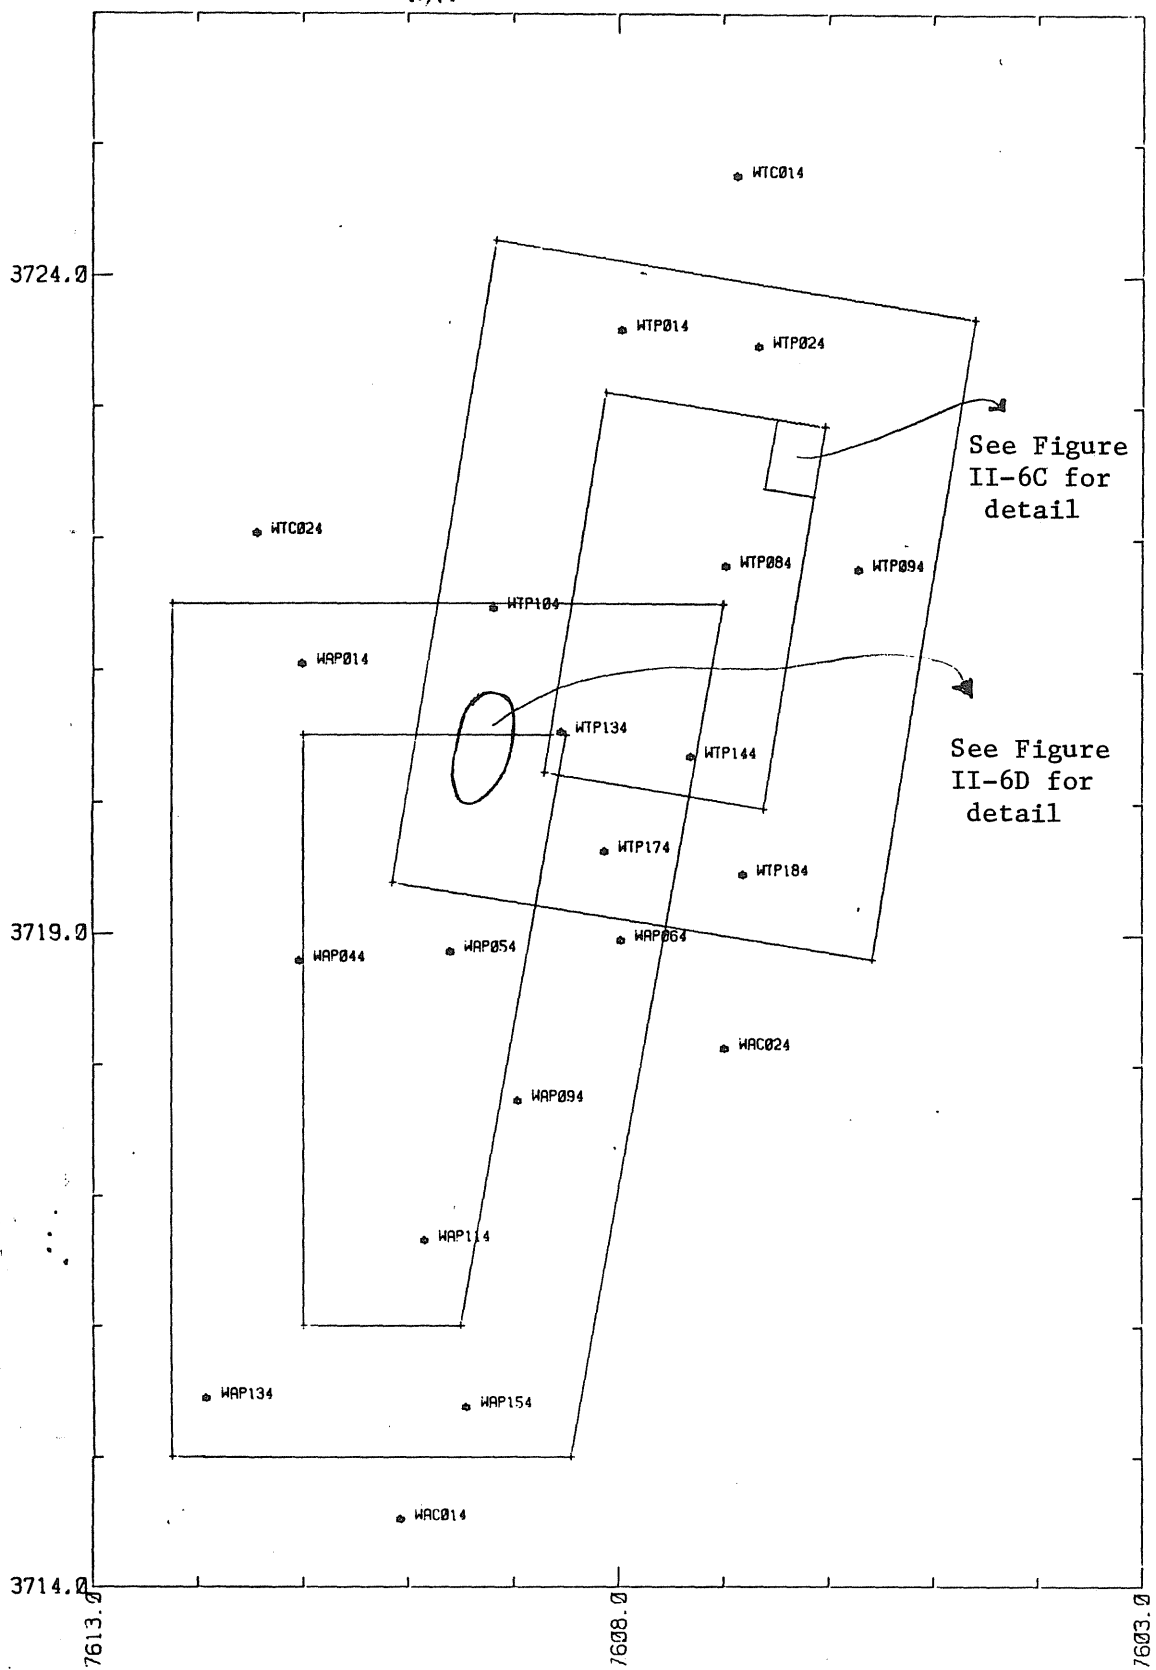 WTC014
3724.0
WTP014
WTP024
See Figure
II-6C for
detail
WTC024
WTP084
WTP094
WTP104
WAP014
WTP134
WTP144
See Figure
II-6D for
detail
WTP174
WTP184
3719.0
WAP064
WAP054
WAP044
WAC024
WAP094
WAP114
WAP134
WAP154
WAC014
3714.0
7613.0
7608.0
7603.0